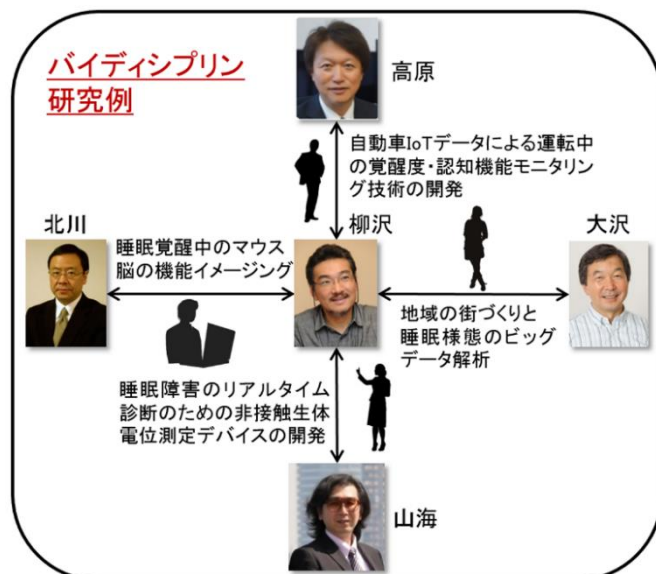 バイディシプリン
研究例
高原
自動車IoTデータによる運転中
の覚醒度・認知機能モニタリン
グ技術の開発
北川
睡眠覚醒中のマウス
脳の機能イメージング
柳沢
大沢
地域の街づくりと
睡眠様態のビッグ
データ解析
睡眠障害のリアルタイム
診断のための非接触生体
電位測定デバイスの開発
山海